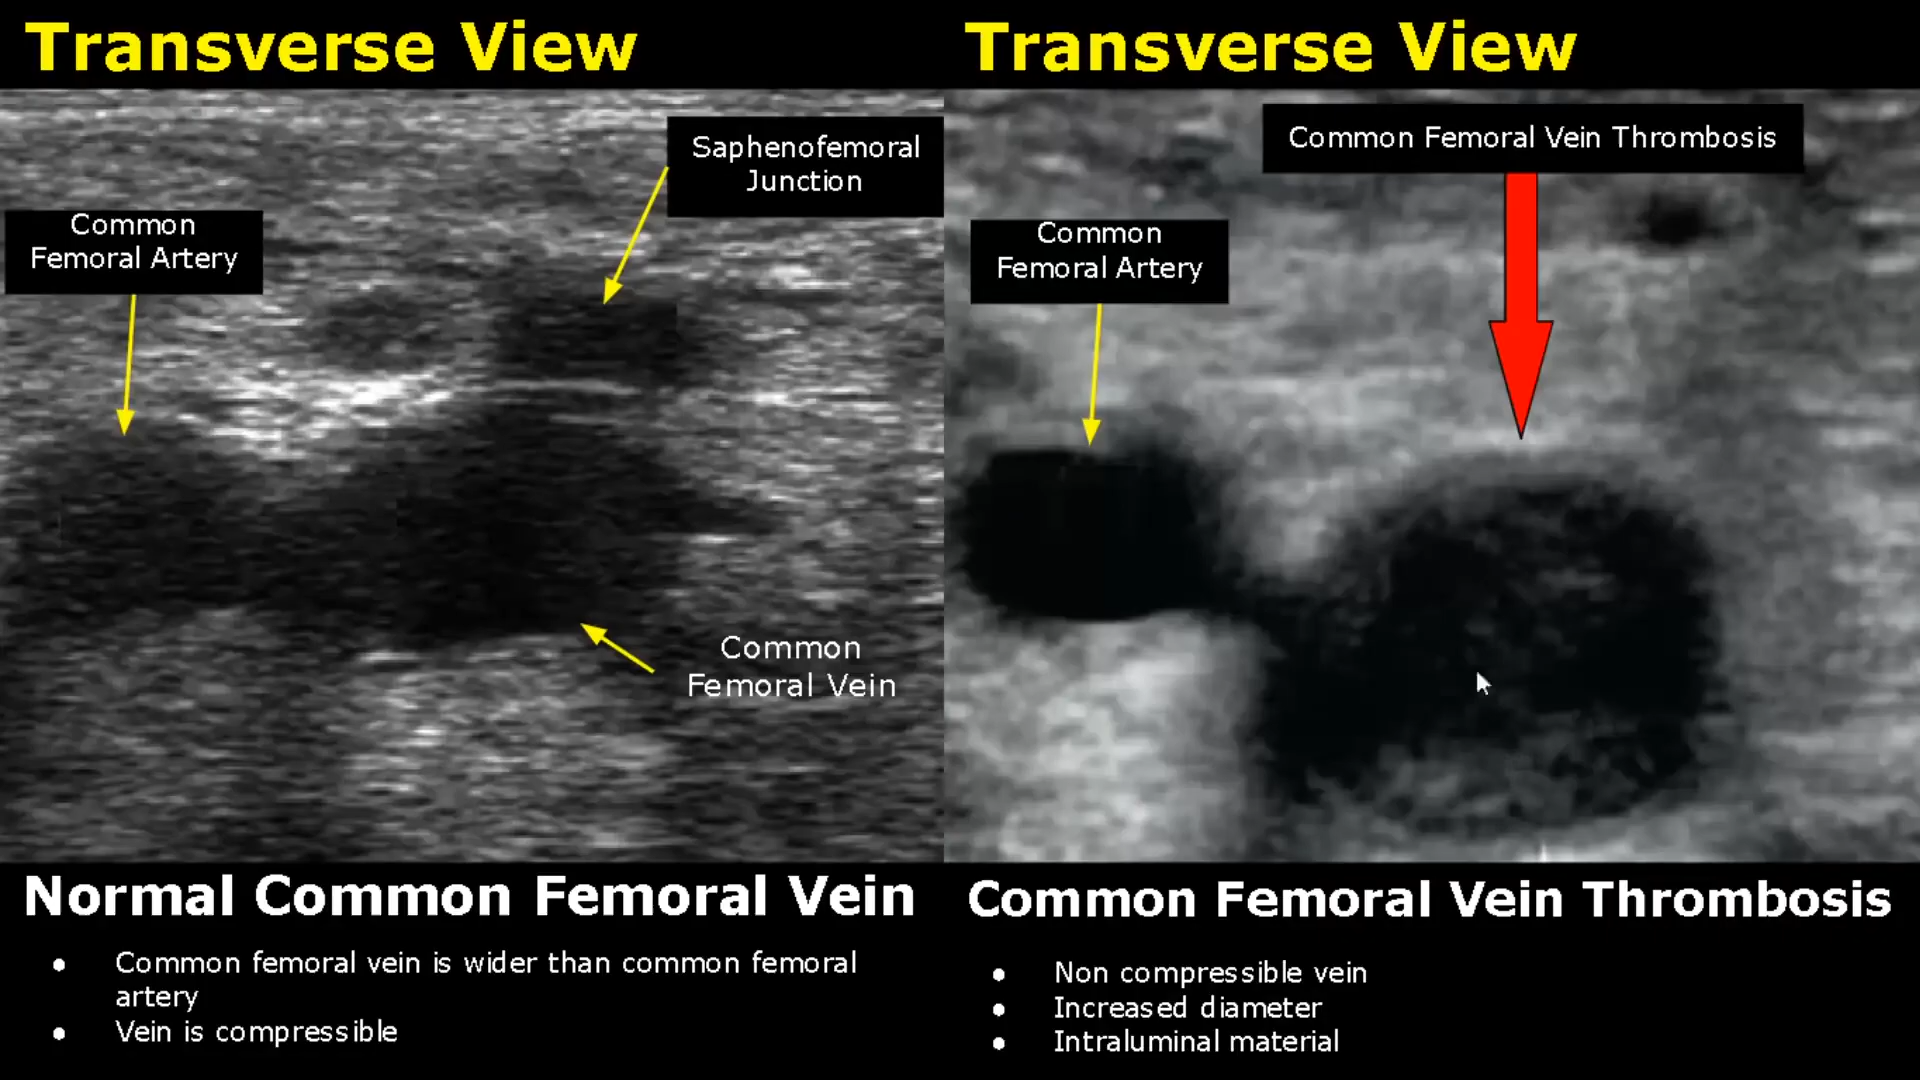 Transverse View
Saphenofemoral
Junction
Common
Femoral Artery
Common
Femoral Vein
Normal Common Femoral Vein
● Common femoral vein is wider than common femoral
artery
● Vein is compressible
Transverse View
Common Femoral Vein Thrombosis
Common
Femoral Artery
Common Femoral Vein Thrombosis
● Non compressible vein
● Increased diameter
● Intraluminal material